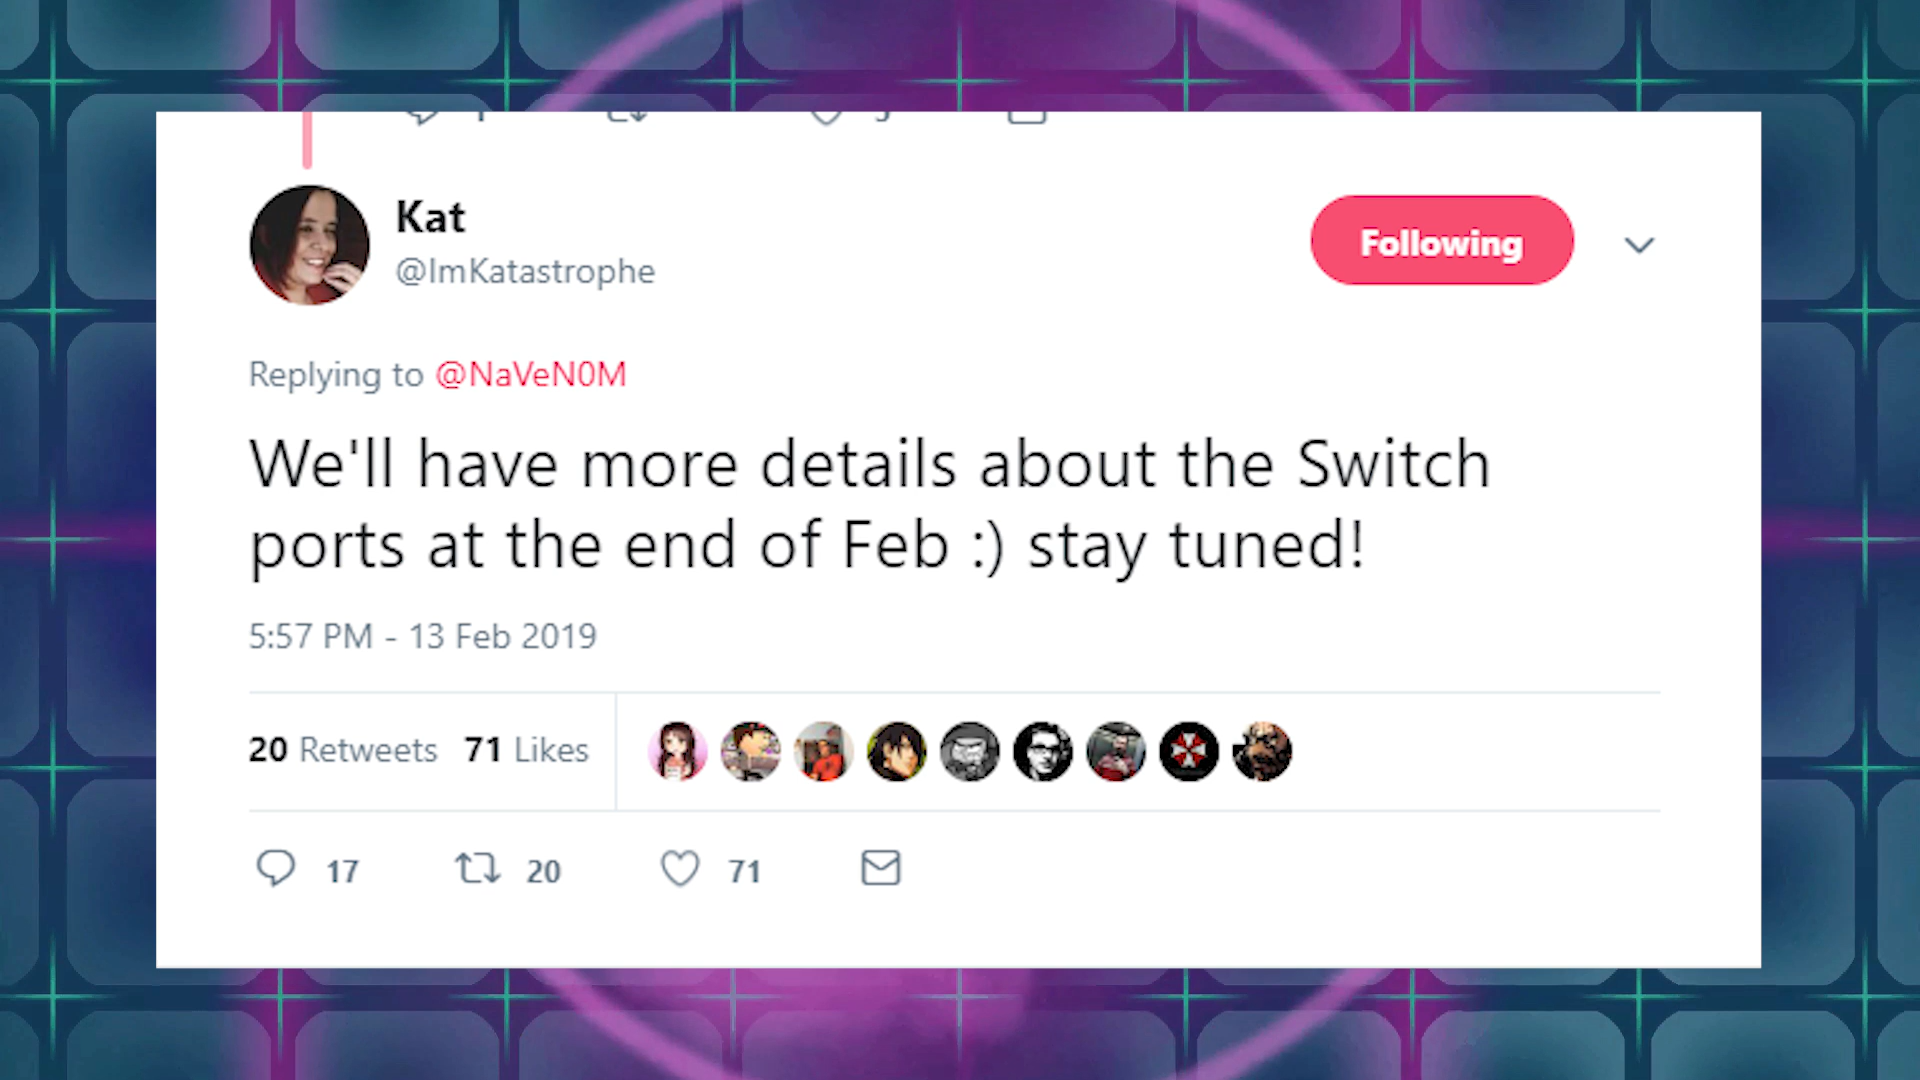 Kat
@ImKatastrophe
Following
Replying to @NaVeN0M
We'll have more details about the Switch
ports at the end of Feb :) stay tuned!
5:57 PM - 13 Feb 2019
20 Retweets 71 Likes
17 20 71